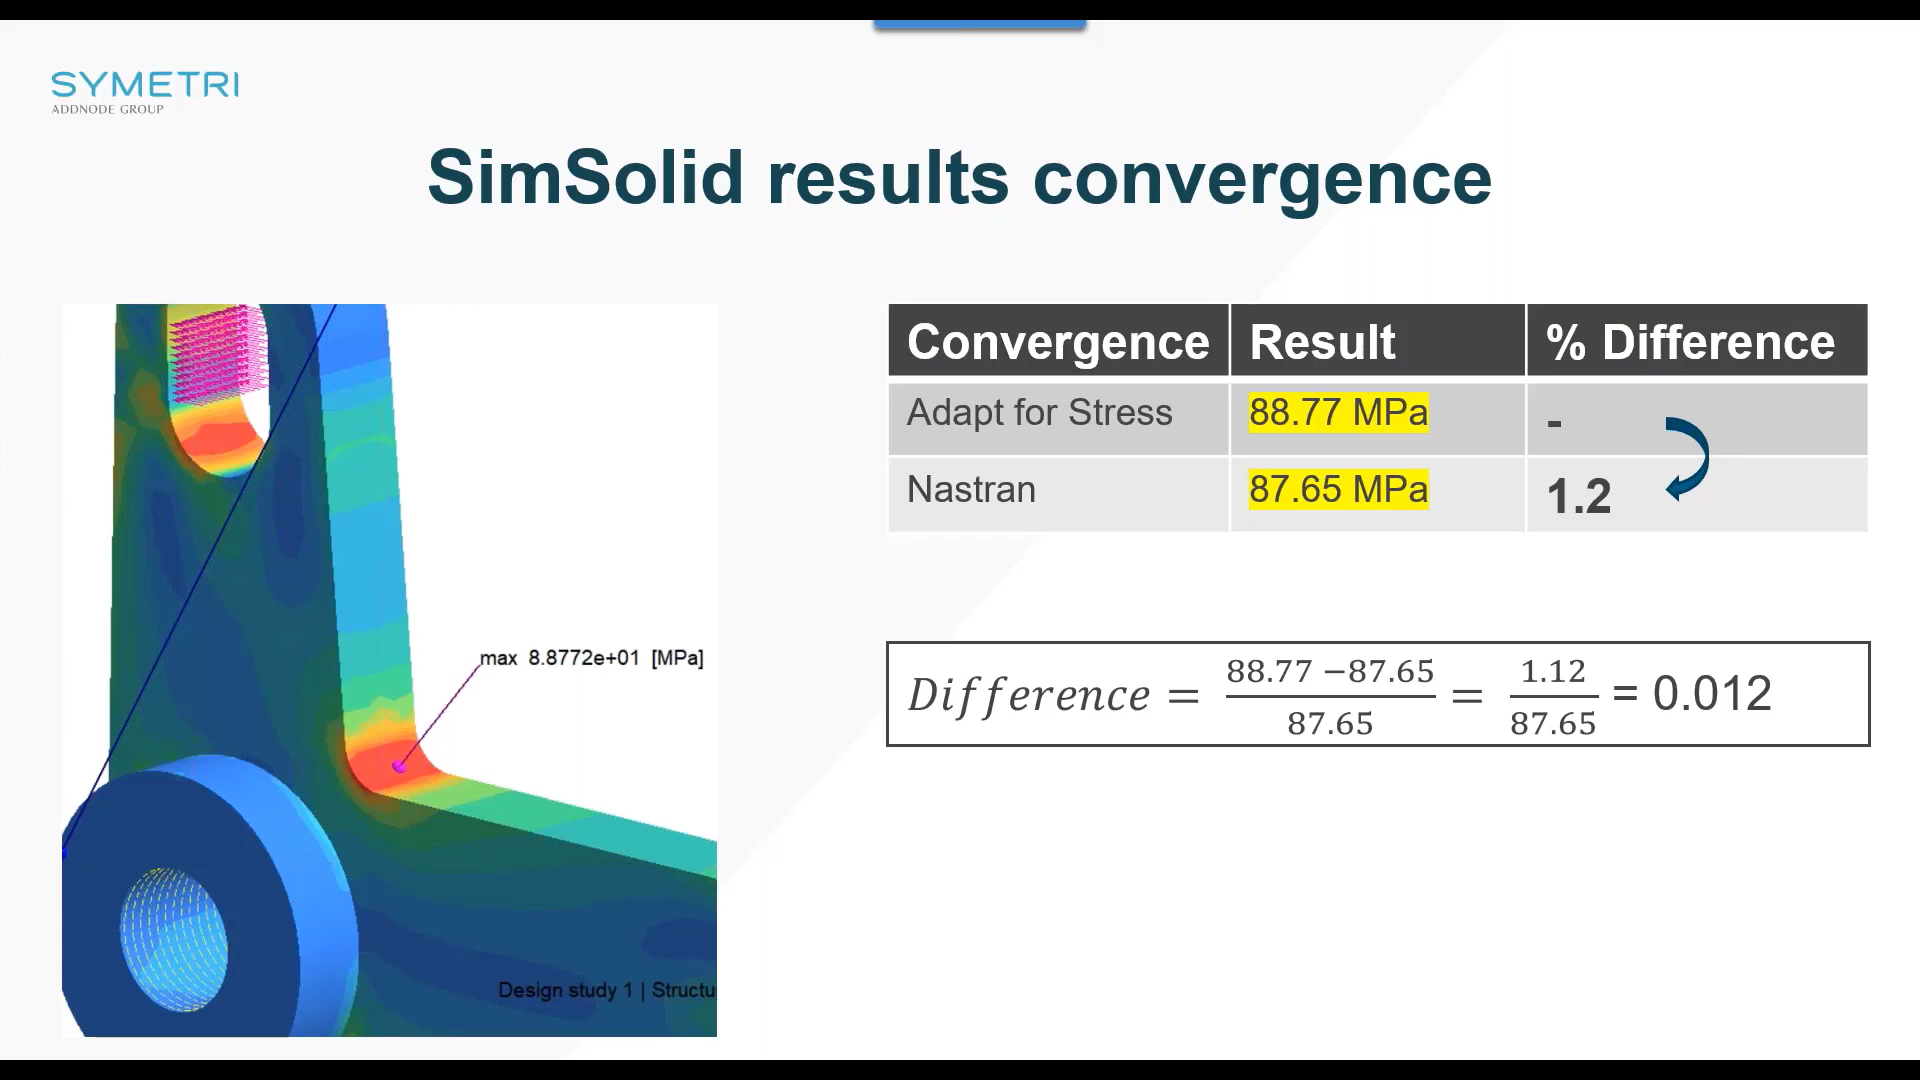 SYMETRI
ADDNODE GROUP
SimSolid results convergence
max 8.8772e+01 [MPa]
Design study 1 | Structu
Convergence Result % Difference
Adapt for Stress 88.77 MPa -
Nastran 87.65 MPa 1.2
Difference = 88.77 −87.65 / 87.65 = 1.12 / 87.65 = 0.012